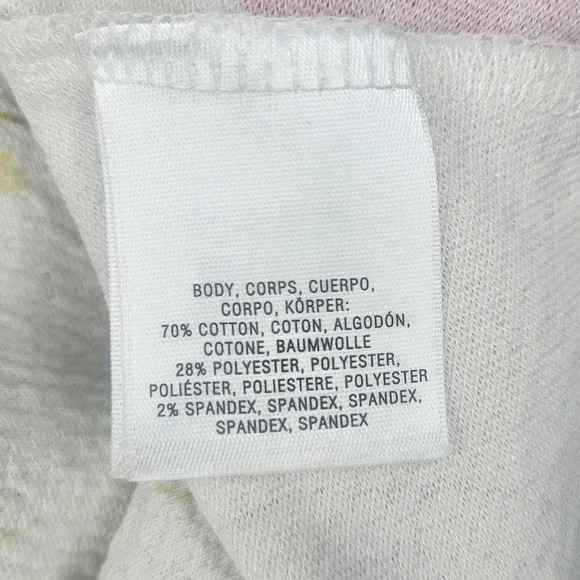 BODY, CORPS, CUERPO,
CORPO, KÖRPER:
70% COTTON, COTON, ALGODÓN,
COTONE, BAUMWOLLE
28% POLYESTER, POLYESTER,
POLIÉSTER, POLIESTERE, POLYESTER
2% SPANDEX, SPANDEX, SPANDEX,
SPANDEX, SPANDEX